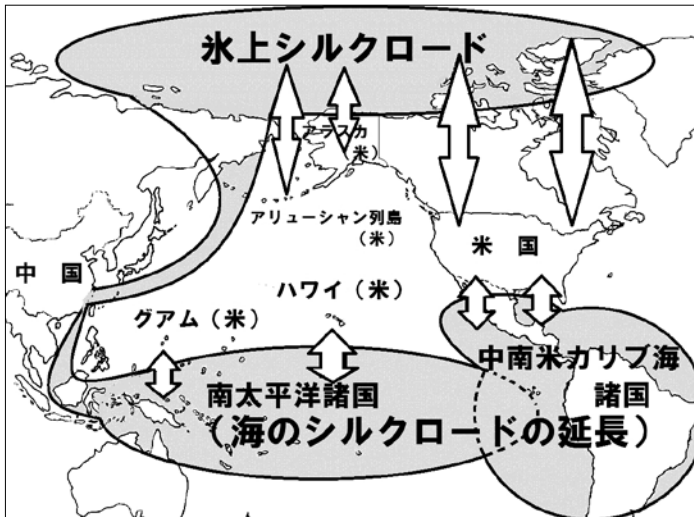 氷上シルクロード
アラスカ
(米)
アリューシャン列島
(米)
米 国
中 国
ハワイ(米)
グアム(米)
中南米カリブ海
諸国
南太平洋諸国
(海のシルクロードの延長)